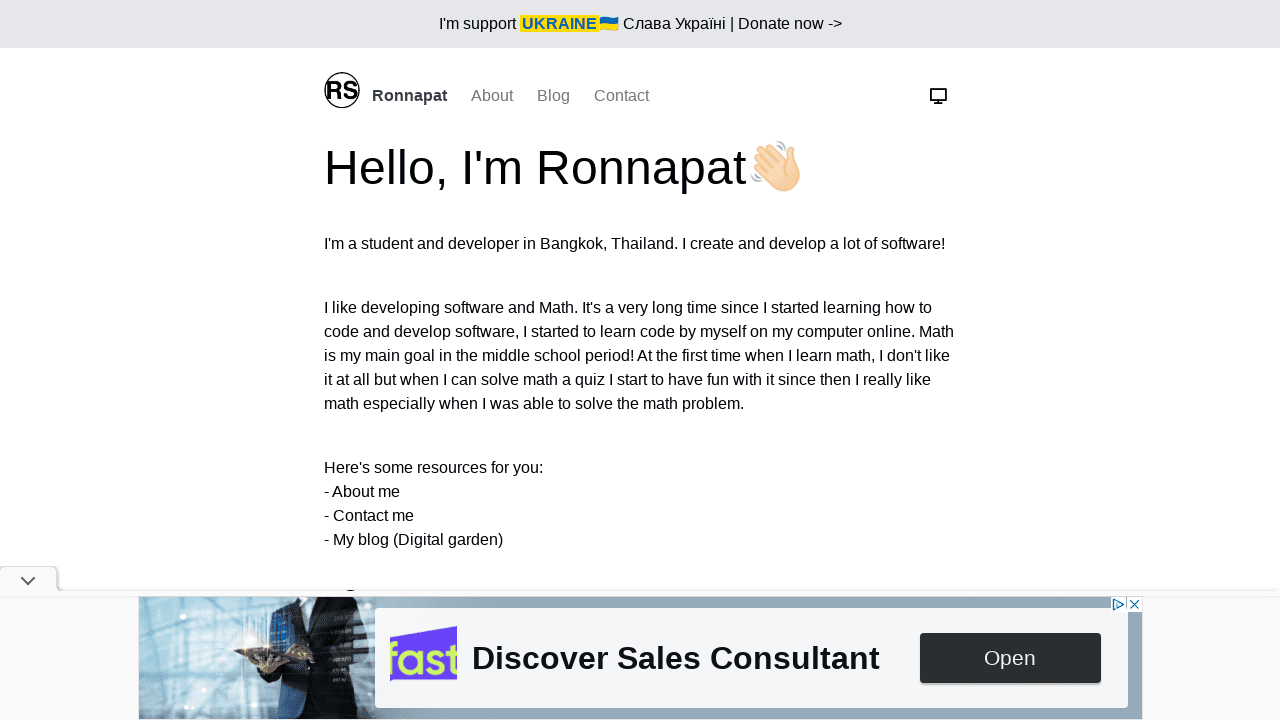 I'm support UKRAINE🇺🇦 Слава Україні | Donate now ->
RS Ronnapat About Blog Contact
Hello, I'm Ronnapat👋🏻
I'm a student and developer in Bangkok, Thailand. I create and develop a lot of software!
I like developing software and Math. It's a very long time since I started learning how to
code and develop software, I started to learn code by myself on my computer online. Math
is my main goal in the middle school period! At the first time when I learn math, I don't like
it at all but when I can solve math a quiz I start to have fun with it since then I really like
math especially when I was able to solve the math problem.
Here's some resources for you:
- About me
- Contact me
- My blog (Digital garden)
fast
Discover Sales Consultant
Open